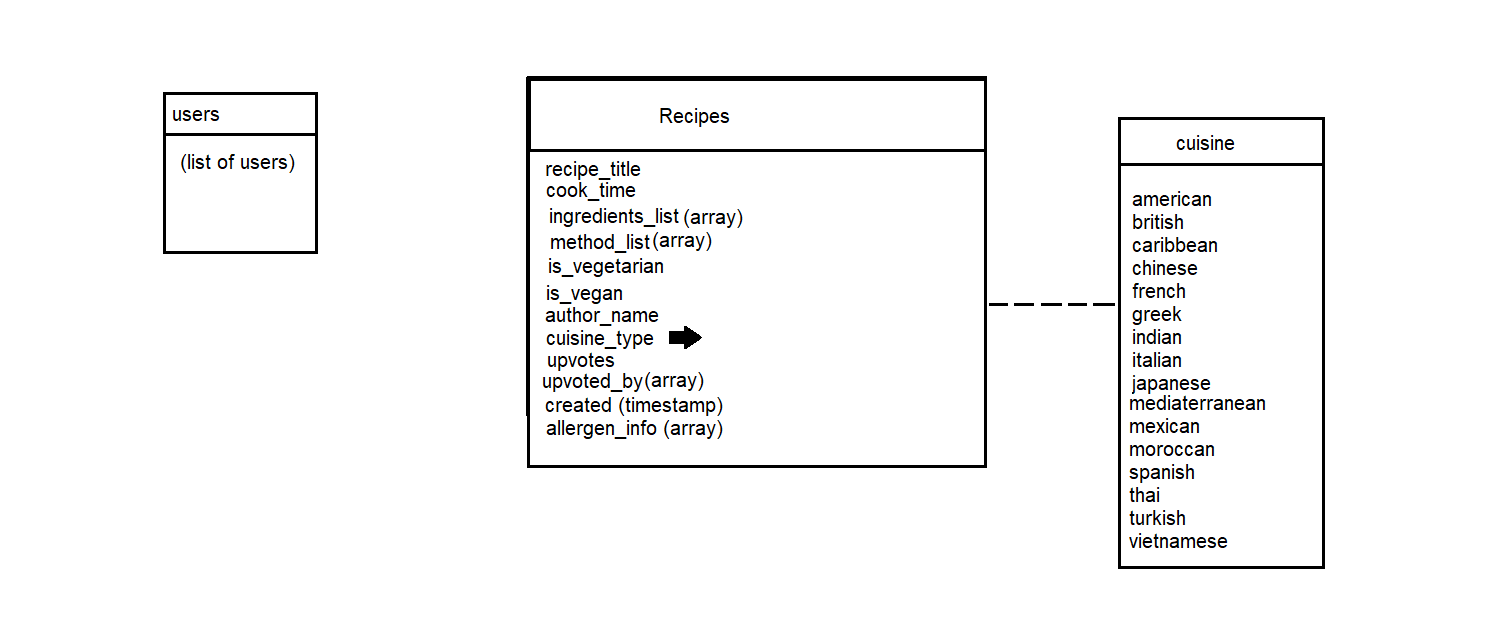 users
(list of users)
Recipes
recipe_title
cook_time
ingredients_list (array)
method_list (array)
is_vegetarian
is_vegan
author_name
cuisine_type
upvotes
upvoted_by (array)
created (timestamp)
allergen_info (array)
cuisine
american
british
caribbean
chinese
french
greek
indian
italian
japanese
mediaterranean
mexican
moroccan
spanish
thai
turkish
vietnamese